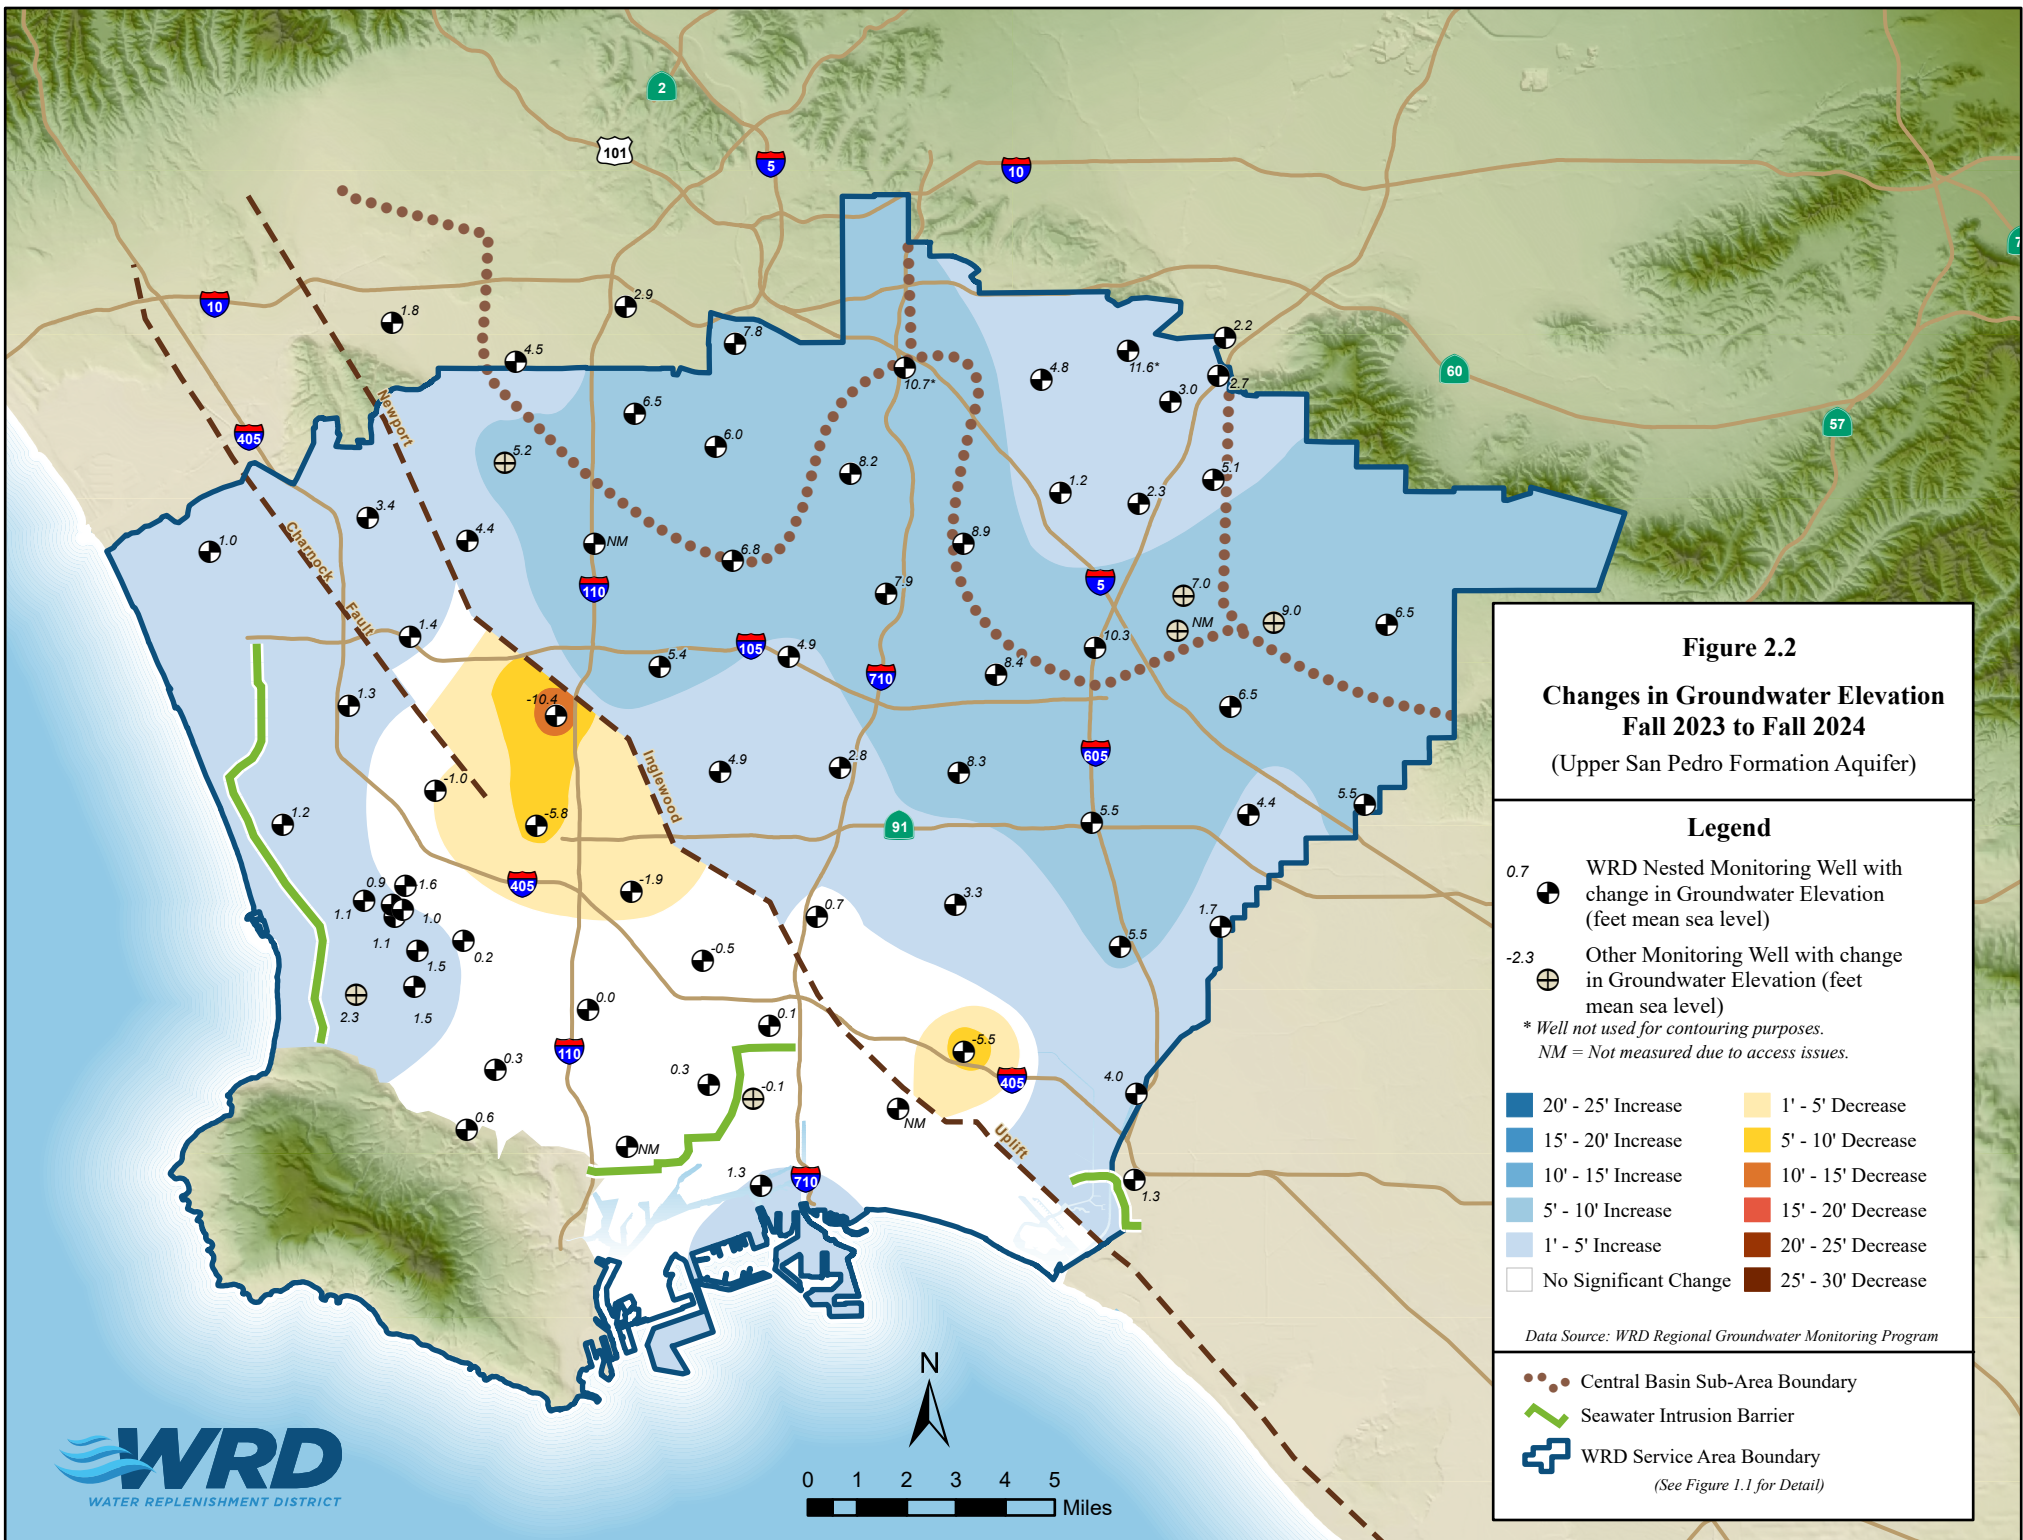 2
101
5
10
7
10
1.8
2.9
4.5
7.8
2.2
10.7*
4.8
11.6*
2.7
3.0
60
57
405
Newport
6.5
6.0
5.2
8.2
1.2
2.3
5.1
3.4
1.0
4.4
Charnock
Fault
NM
6.8
8.9
110
7.9
5
7.0
NM
9.0
6.5
1.4
105
5.4
4.9
710
8.4
10.3
1.3
-10.4
6.5
Inglewood
4.9
2.8
8.3
605
-1.0
-5.8
1.2
91
5.5
4.4
5.5
405
-1.9
0.9
1.6
1.1
1.0
1.1
0.2
1.5
2.3
1.5
0.7
3.3
1.7
5.5
-0.5
0.0
0.1
-5.5
110
0.3
0.3
-0.1
405
4.0
0.6
NM
NM
Uplift
1.3
710
1.3
Figure 2.2
Changes in Groundwater Elevation
Fall 2023 to Fall 2024
(Upper San Pedro Formation Aquifer)
Legend
0.7
WRD Nested Monitoring Well with
change in Groundwater Elevation
(feet mean sea level)
-2.3
Other Monitoring Well with change
in Groundwater Elevation (feet
mean sea level)
* Well not used for contouring purposes.
NM = Not measured due to access issues.
20' - 25' Increase
15' - 20' Increase
10' - 15' Increase
5' - 10' Increase
1' - 5' Increase
No Significant Change
1' - 5' Decrease
5' - 10' Decrease
10' - 15' Decrease
15' - 20' Decrease
20' - 25' Decrease
25' - 30' Decrease
Data Source: WRD Regional Groundwater Monitoring Program
Central Basin Sub-Area Boundary
Seawater Intrusion Barrier
WRD Service Area Boundary
(See Figure 1.1 for Detail)
N
0 1 2 3 4 5
Miles
WRD
WATER REPLENISHMENT DISTRICT